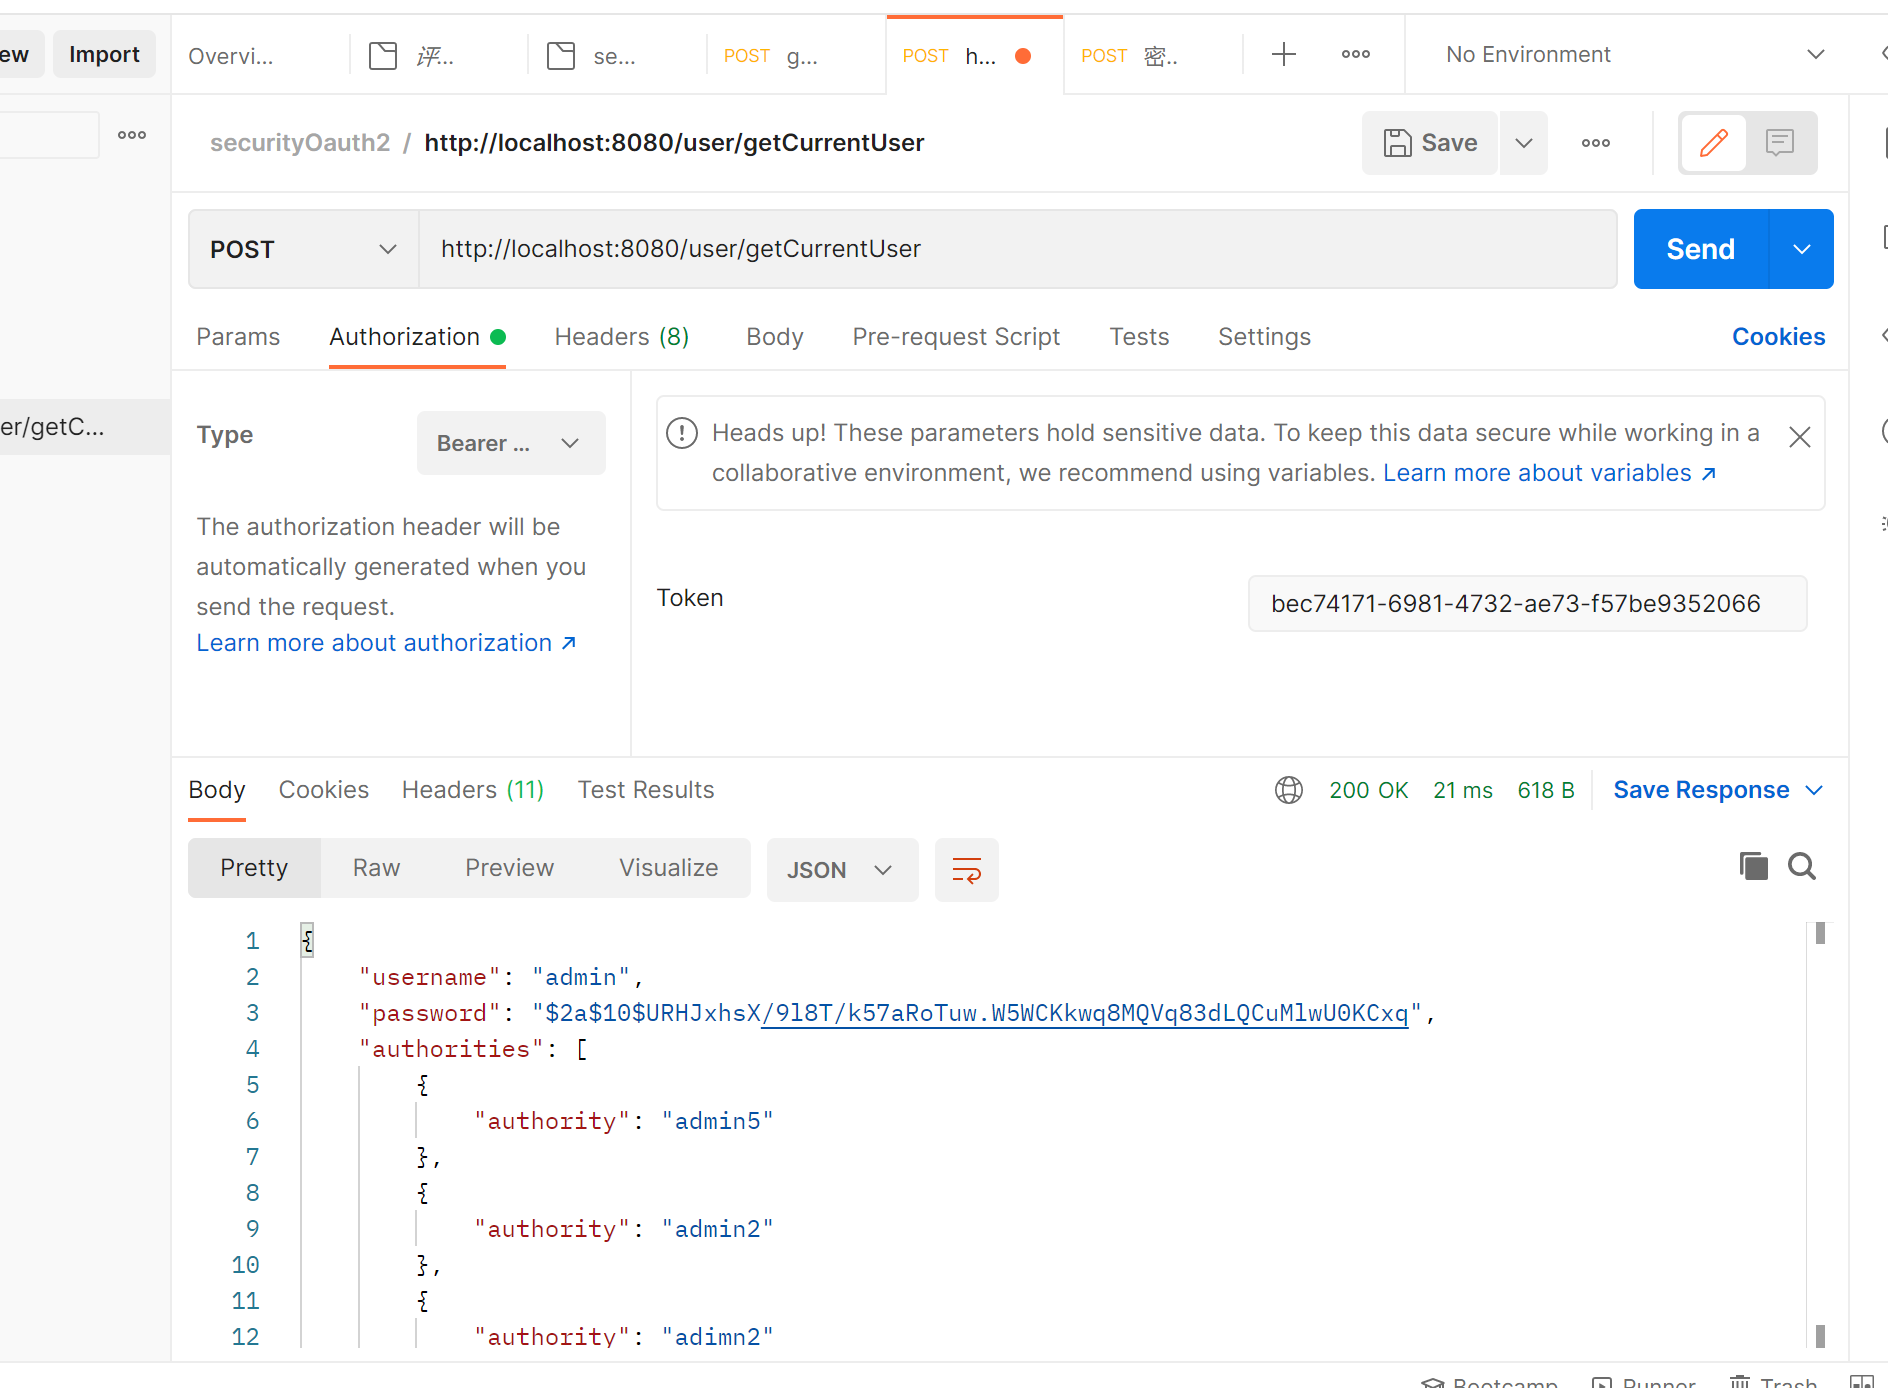 ew
Import
Overvi...
评...
se...
POST g...
POST h...
POST 密..
No Environment
securityOauth2 / http://localhost:8080/user/getCurrentUser
Save
POST
http://localhost:8080/user/getCurrentUser
Send
Params
Authorization
Headers (8)
Body
Pre-request Script
Tests
Settings
Cookies
er/getC...
Type
Bearer ...
The authorization header will be
automatically generated when you
send the request.
Learn more about authorization ↗
Heads up! These parameters hold sensitive data. To keep this data secure while working in a
collaborative environment, we recommend using variables. Learn more about variables ↗
Token
bec74171-6981-4732-ae73-f57be9352066
Body
Cookies
Headers (11)
Test Results
200 OK
21 ms
618 B
Save Response
Pretty
Raw
Preview
Visualize
JSON
1 {
2 "username": "admin",
3 "password": "$2a$10$URHJxhsX/9l8T/k57aRoTuw.W5WCKkwq8MQVq83dLQCuMlwU0KCxq",
4 "authorities": [
5 {
6 "authority": "admin5"
7 },
8 {
9 "authority": "admin2"
10 },
11 {
12 "authority": "adimn2"
Bootcamp
Runner
Trash